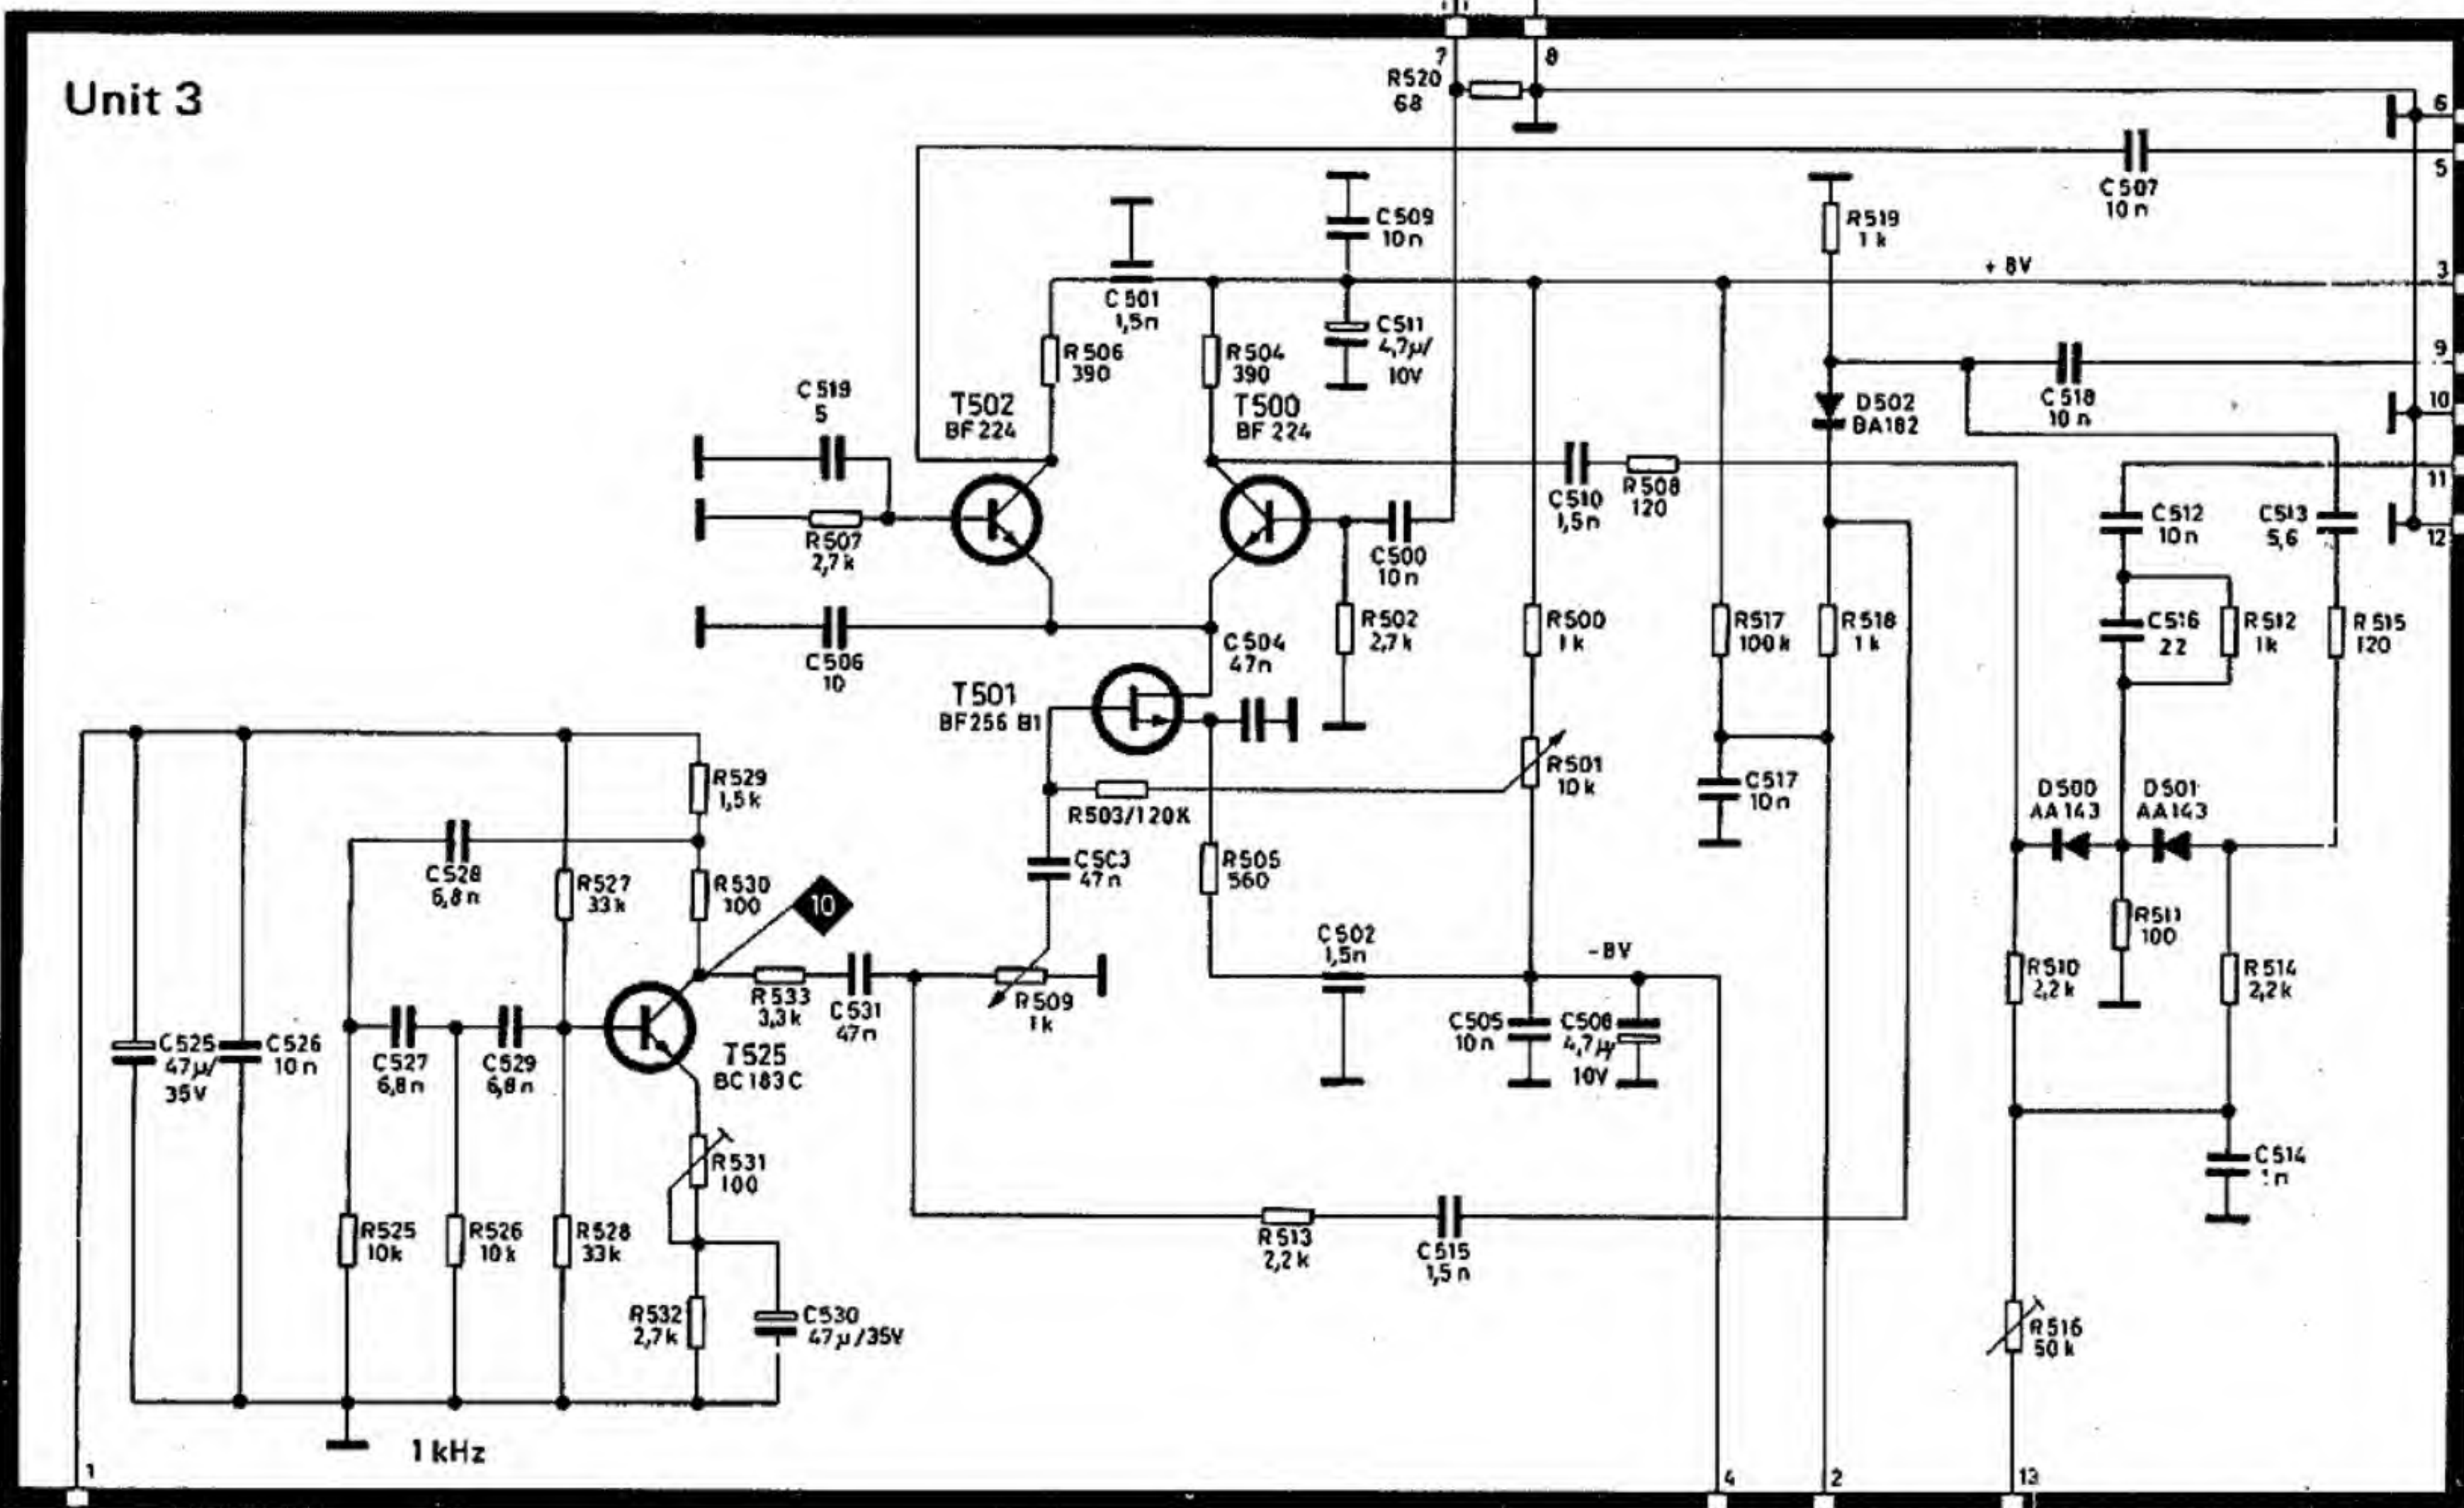 Unit 3
7
8
R520
68
6
5
C507
10n
C509
10n
R519
1k
+8V
3
C501
1,5n
C511
4,7µ/
10V
R506
390
R504
390
9
C519
5
T502
BF224
T500
BF 224
D502
BA182
C518
10n
10
11
C510
1,5n
R508
120
C512
10n
C513
5,6
12
R507
2,7k
C500
10n
C506
10
C504
47n
R502
2,7k
R500
1k
R517
100k
R518
1k
C516
22
R512
1k
R515
120
T501
BF256 B1
R529
1,5k
R501
10k
C517
10n
D500
AA143
D501
AA143
R503/120K
C528
6,8n
R527
33k
R530
100
10
C503
47n
R505
560
R511
100
C502
1,5n
-8V
R533
3,3k
C531
47n
R509
1k
R510
2,2k
R514
2,2k
C505
10n
C508
4,7µ
10V
C525
47µ/
35V
C526
10n
C527
6,8n
C529
6,8n
T525
BC183C
R531
100
C514
1n
R525
10k
R526
10k
R528
33k
R513
2,2k
C515
1,5n
R532
2,7k
C530
47µ/35V
R516
50k
1 kHz
1
4
2
13